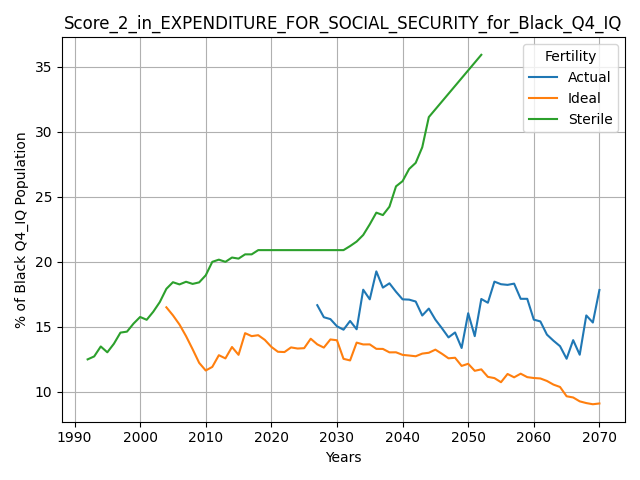 Score_2_in_EXPENDITURE_FOR_SOCIAL_SECURITY_for_Black_Q4_IQ
% of Black Q4_IQ Population
35
30
25
20
15
10
Fertility
Actual
Ideal
Sterile
1990 2000 2010 2020 2030 2040 2050 2060 2070
Years